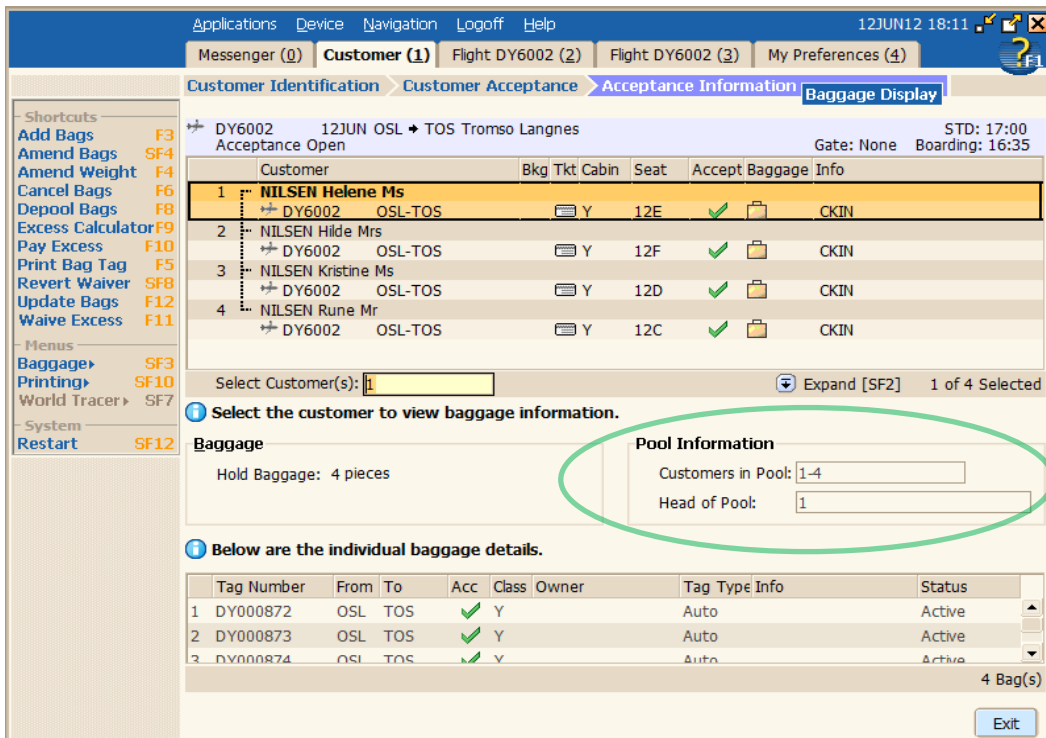 Applications Device Navigation Logoff Help 12JUN12 18:11
Messenger (0) Customer (1) Flight DY6002 (2) Flight DY6002 (3) My Preferences (4) ? F1
Customer Identification Customer Acceptance Acceptance Information Baggage Display
Shortcuts
Add Bags F3
Amend Bags SF4
Amend Weight F4
Cancel Bags F6
Depool Bags F8
Excess Calculator F9
Pay Excess F10
Print Bag Tag F5
Revert Waiver SF8
Update Bags F12
Waive Excess F11
Menus
Baggage SF3
Printing SF10
World Tracer SF7
System
Restart SF12
DY6002 12JUN OSL TOS Tromso Langnes STD: 17:00
Acceptance Open Gate: None Boarding: 16:35
Customer Bkg Tkt Cabin Seat Accept Baggage Info
1 NILSEN Helene Ms
DY6002 OSL-TOS Y 12E CKIN
2 NILSEN Hilde Mrs
DY6002 OSL-TOS Y 12F CKIN
3 NILSEN Kristine Ms
DY6002 OSL-TOS Y 12D CKIN
4 NILSEN Rune Mr
DY6002 OSL-TOS Y 12C CKIN
Select Customer(s): 1 Expand [SF2] 1 of 4 Selected
Select the customer to view baggage information.
Baggage
Hold Baggage: 4 pieces
Pool Information
Customers in Pool: 1-4
Head of Pool: 1
Below are the individual baggage details.
Tag Number From To Acc Class Owner Tag Type Info Status
1 DY000872 OSL TOS Y Auto Active
2 DY000873 OSL TOS Y Auto Active
3 DY000874 OSL TOS Y Auto Active
4 Bag(s)
Exit